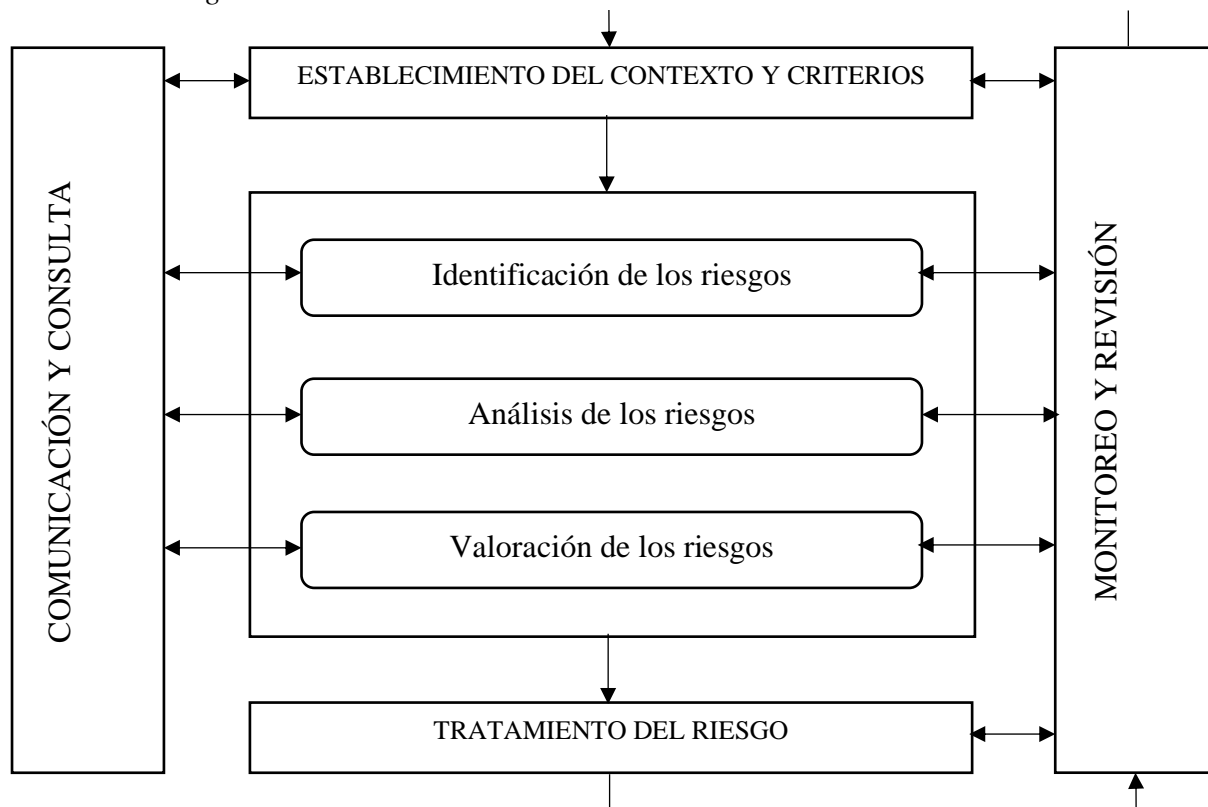 ESTABLECIMIENTO DEL CONTEXTO Y CRITERIOS
COMUNICACIÓN Y CONSULTA
Identificación de los riesgos
Análisis de los riesgos
Valoración de los riesgos
MONITOREO Y REVISIÓN
TRATAMIENTO DEL RIESGO